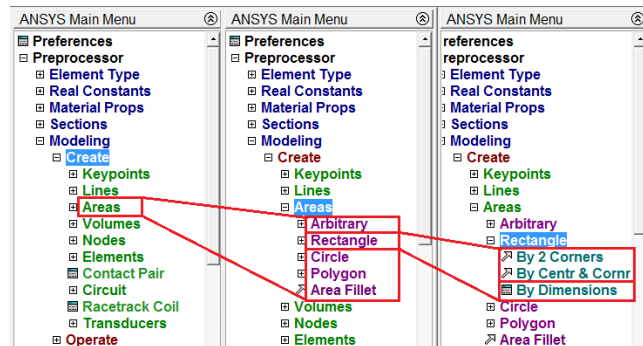 ANSYS Main Menu
Preferences
Preprocessor
Element Type
Real Constants
Material Props
Sections
Modeling
Create
Keypoints
Lines
Areas
Volumes
Nodes
Elements
Contact Pair
Circuit
Racetrack Coil
Transducers
Operate
ANSYS Main Menu
Preferences
Preprocessor
Element Type
Real Constants
Material Props
Sections
Modeling
Create
Keypoints
Lines
Areas
Arbitrary
Rectangle
Circle
Polygon
Area Fillet
Volumes
Nodes
Elements
ANSYS Main Menu
references
reprocessor
Element Type
Real Constants
Material Props
Sections
Modeling
Create
Keypoints
Lines
Areas
Arbitrary
Rectangle
By 2 Corners
By Centr & Cornr
By Dimensions
Circle
Polygon
Area Fillet